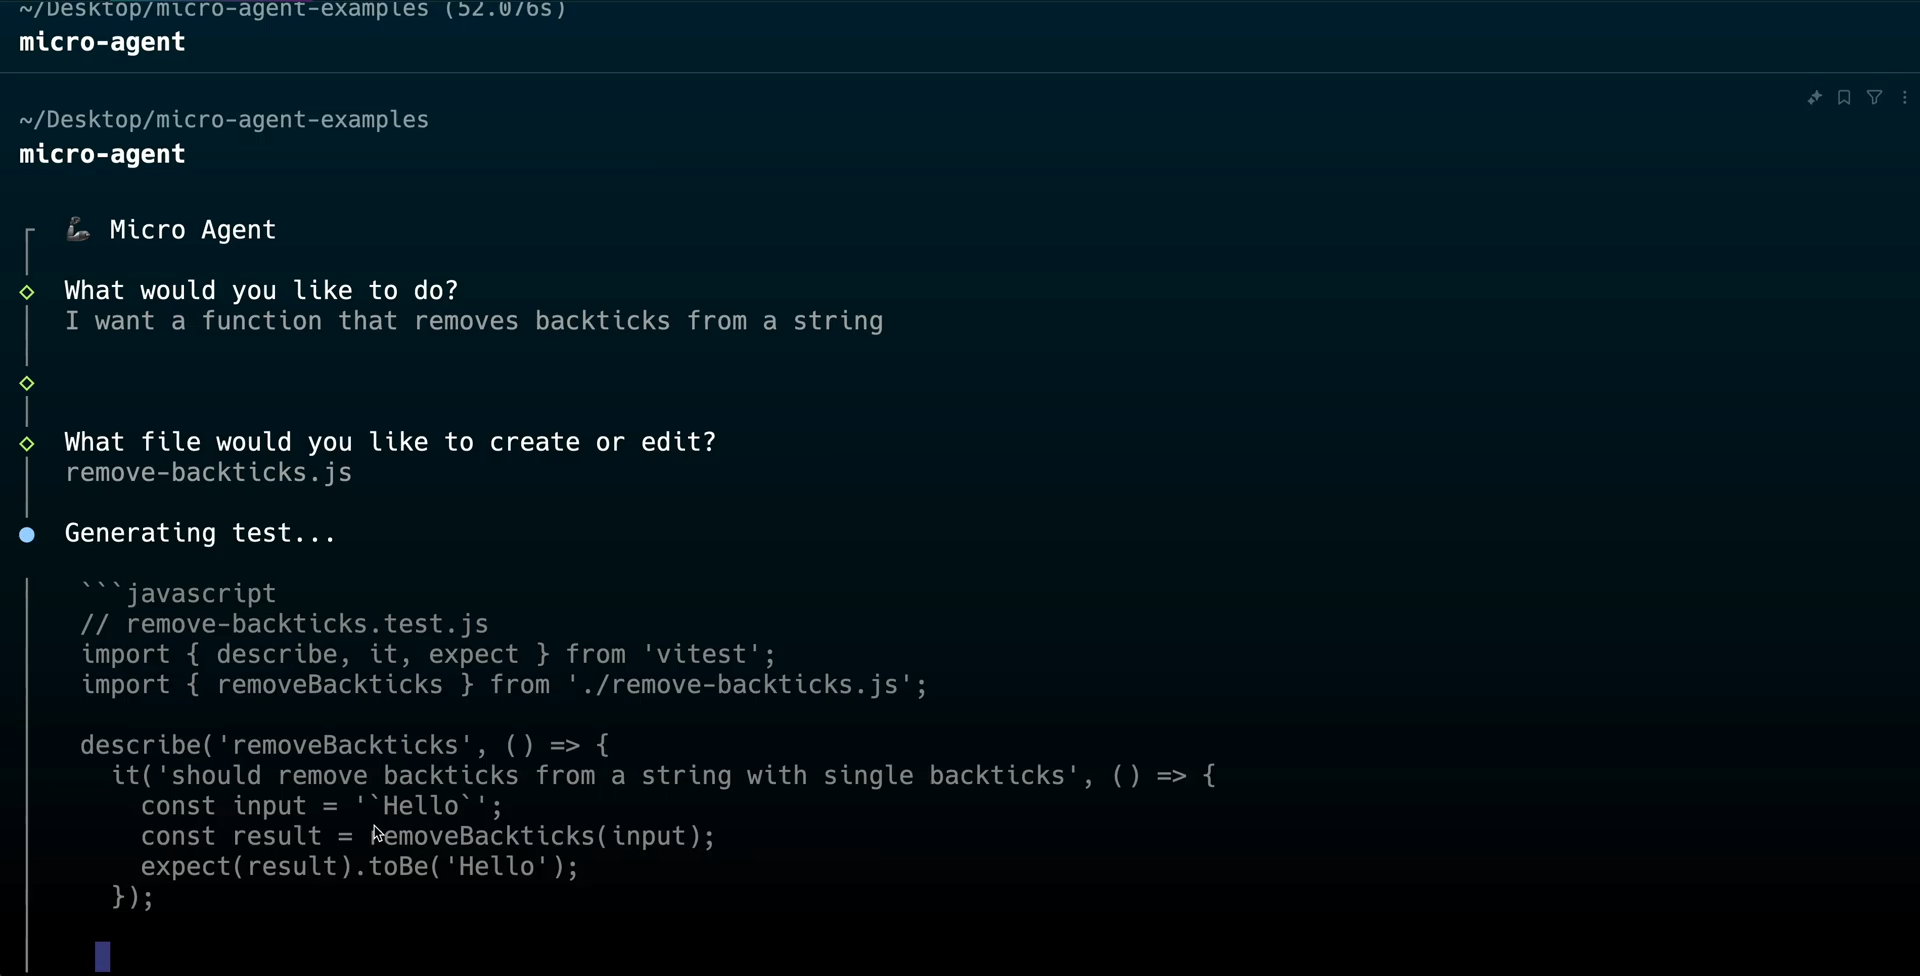 ~/Desktop/micro-agent-examples (52.076s)
micro-agent
~/Desktop/micro-agent-examples
micro-agent
Micro Agent
What would you like to do?
I want a function that removes backticks from a string
What file would you like to create or edit?
remove-backticks.js
Generating test...
```javascript
// remove-backticks.test.js
import { describe, it, expect } from 'vitest';
import { removeBackticks } from './remove-backticks.js';
describe('removeBackticks', () => {
it('should remove backticks from a string with single backticks', () => {
const input = '`Hello`';
const result = removeBackticks(input);
expect(result).toBe('Hello');
});